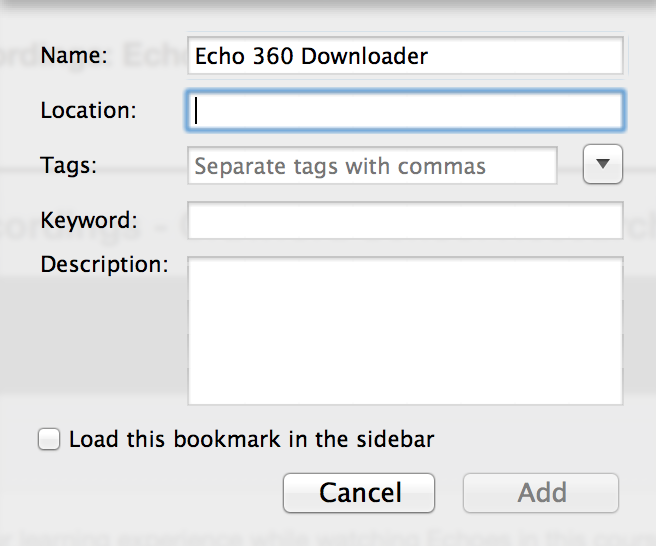 Name: Echo 360 Downloader
Location:
Tags: Separate tags with commas
Keyword:
Description:
Load this bookmark in the sidebar
Cancel Add